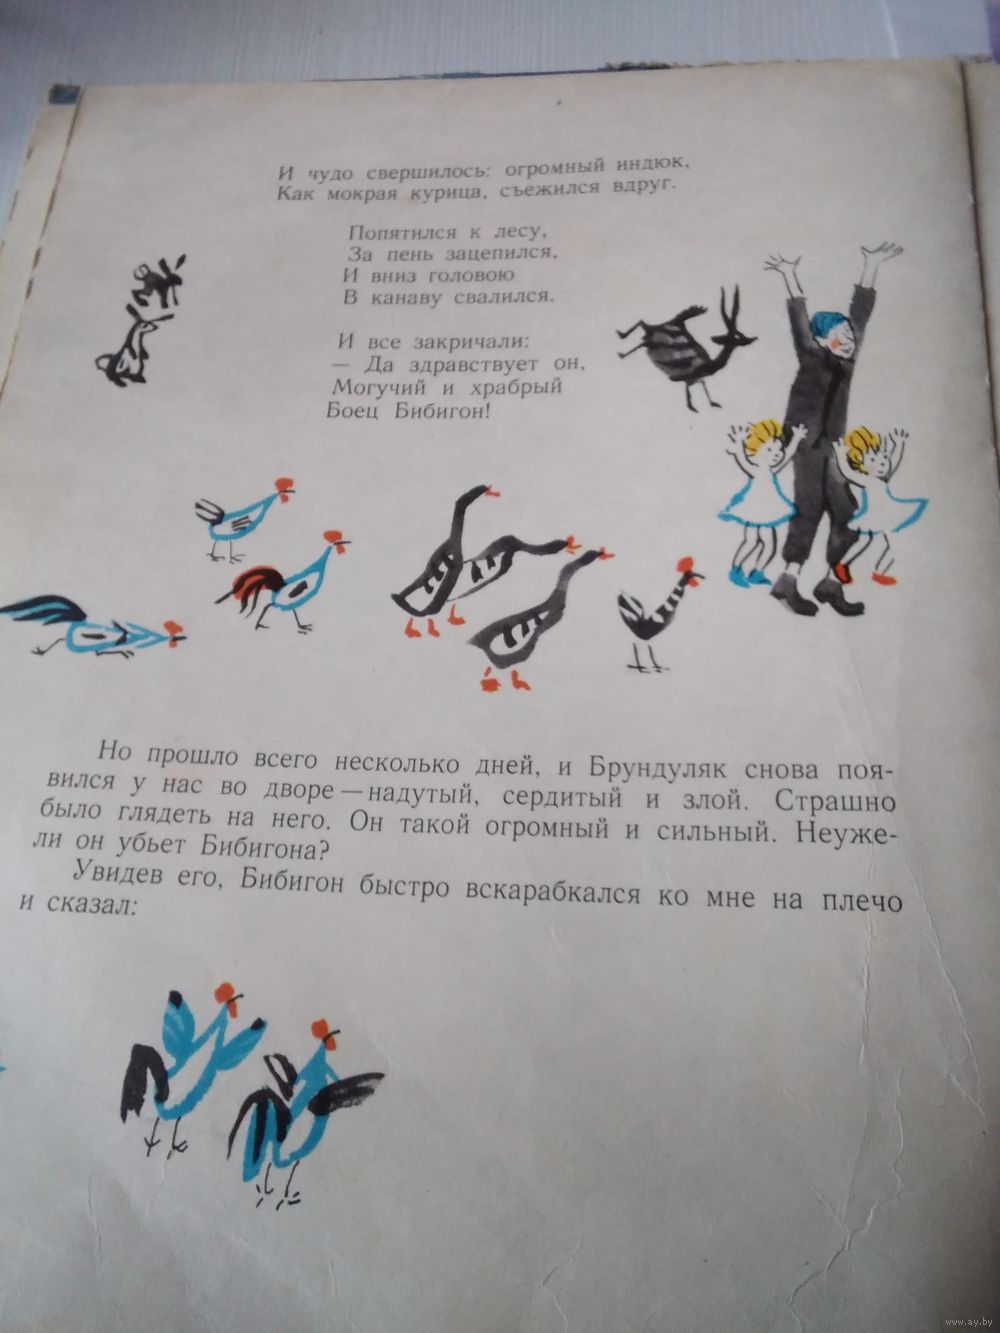 И чудо свершилось: огромный индюк,
Как мокрая курица, съежился вдруг.
Попятился к лесу,
За пень зацепился,
И вниз головою
В канаву свалился.
И все закричали:
— Да здравствует он,
Могучий и храбрый
Боец Бибигон!
Но прошло всего несколько дней, и Брундуляк снова поя-
вился у нас во дворе — надутый, сердитый и злой. Страшно
было глядеть на него. Он такой огромный и сильный. Неуже-
ли он убьет Бибигона?
Увидев его, Бибигон быстро вскарабкался ко мне на плечо
и сказал:
www.ay.by